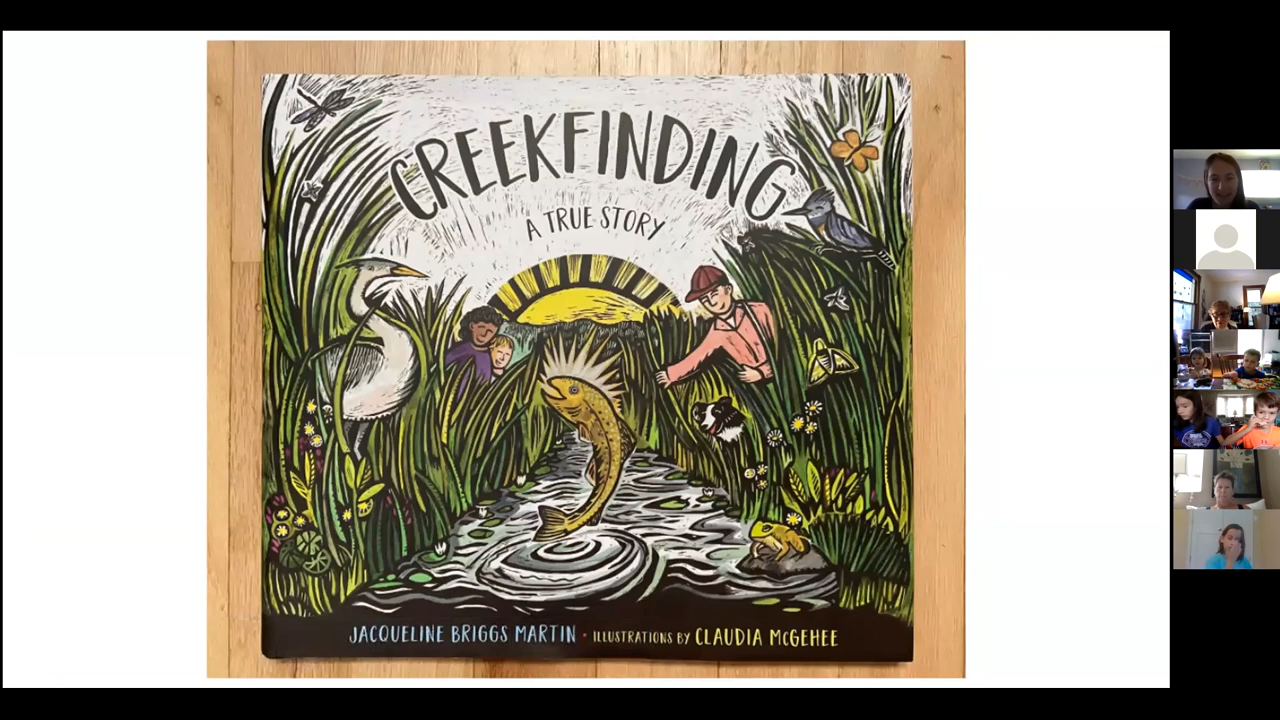 CREEKFINDING
A TRUE STORY
JACQUELINE BRIGGS MARTIN • ILLUSTRATIONS BY CLAUDIA McGEHEE